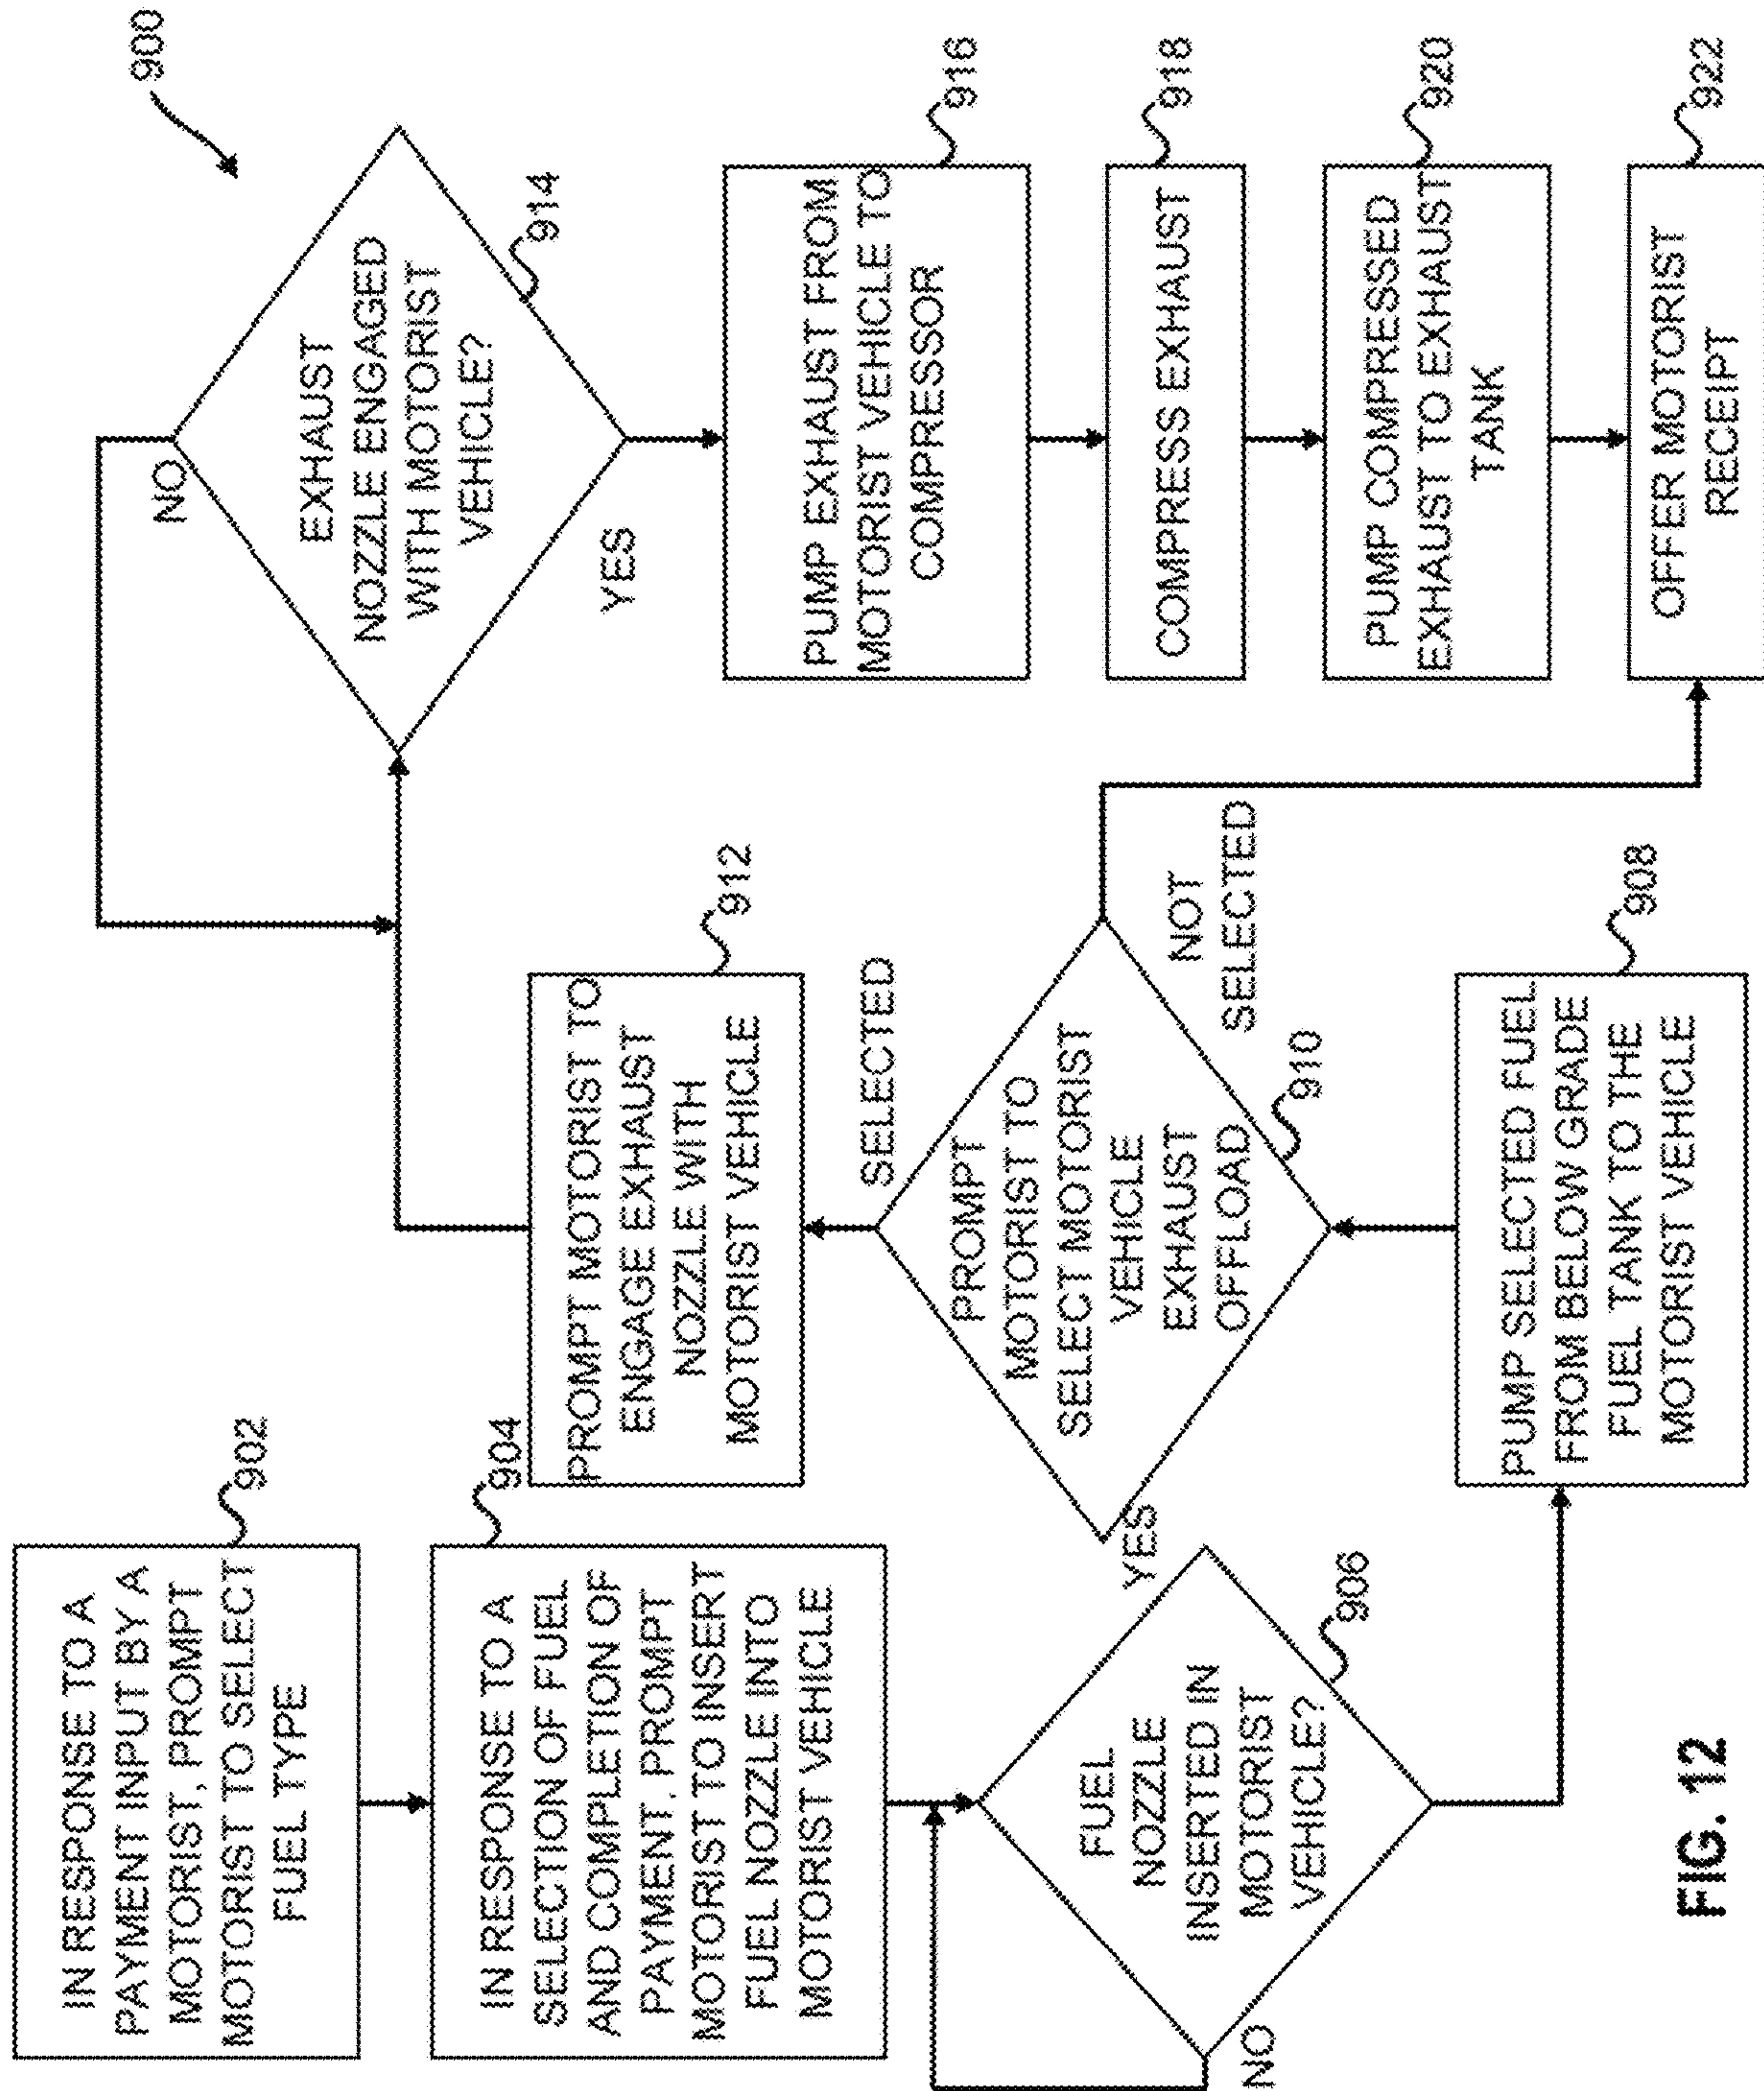 900
IN RESPONSE TO A
PAYMENT INPUT BY A
MOTORIST, PROMPT
MOTORIST TO SELECT
FUEL TYPE
902
IN RESPONSE TO A
SELECTION OF FUEL
AND COMPLETION OF
PAYMENT, PROMPT
MOTORIST TO INSERT
FUEL NOZZLE INTO
MOTORIST VEHICLE
904
FUEL
NOZZLE
INSERTED IN
MOTORIST
VEHICLE?
906
NO
YES
PUMP SELECTED FUEL
FROM BELOW GRADE
FUEL TANK TO THE
MOTORIST VEHICLE
908
PROMPT
MOTORIST TO
SELECT MOTORIST
VEHICLE
EXHAUST
OFFLOAD
910
SELECTED
NOT
SELECTED
PROMPT MOTORIST TO
ENGAGE EXHAUST
NOZZLE WITH
MOTORIST VEHICLE
912
EXHAUST
NOZZLE ENGAGED
WITH MOTORIST
VEHICLE?
914
NO
YES
PUMP EXHAUST FROM
MOTORIST VEHICLE TO
COMPRESSOR
916
COMPRESS EXHAUST
918
PUMP COMPRESSED
EXHAUST TO EXHAUST
TANK
920
OFFER MOTORIST
RECEIPT
922
FIG. 12